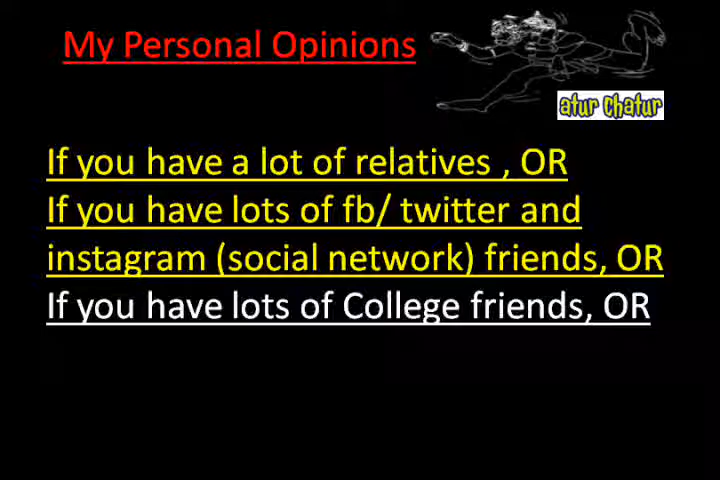 My Personal Opinions
atur chatur
If you have a lot of relatives , OR
If you have lots of fb/ twitter and
instagram (social network) friends, OR
If you have lots of College friends, OR